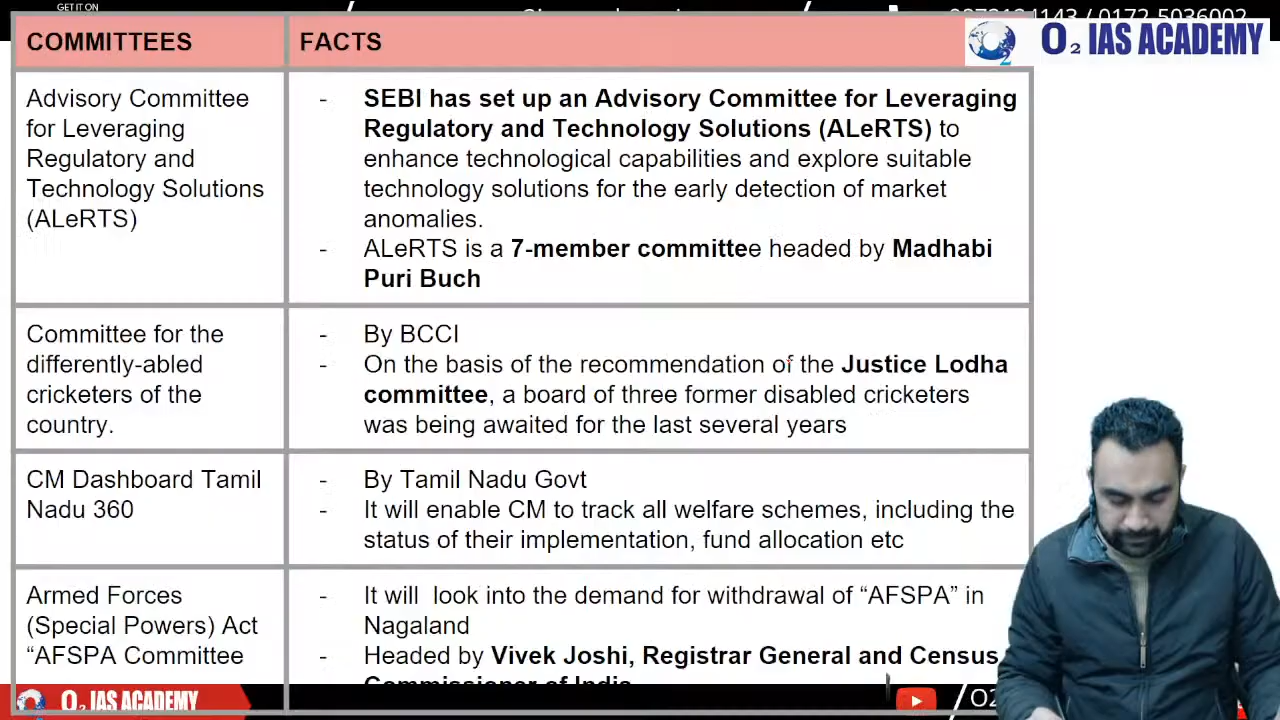 GET IT ON
COMMITTEES
FACTS
O2 IAS ACADEMY
Advisory Committee
for Leveraging
Regulatory and
Technology Solutions
(ALeRTS)
- SEBI has set up an Advisory Committee for Leveraging
Regulatory and Technology Solutions (ALeRTS) to
enhance technological capabilities and explore suitable
technology solutions for the early detection of market
anomalies.
- ALeRTS is a 7-member committee headed by Madhabi
Puri Buch
Committee for the
differently-abled
cricketers of the
country.
- By BCCI
- On the basis of the recommendation of the Justice Lodha
committee, a board of three former disabled cricketers
was being awaited for the last several years
CM Dashboard Tamil
Nadu 360
- By Tamil Nadu Govt
- It will enable CM to track all welfare schemes, including the
status of their implementation, fund allocation etc
Armed Forces
(Special Powers) Act
“AFSPA Committee
- It will look into the demand for withdrawal of “AFSPA” in
Nagaland
- Headed by Vivek Joshi, Registrar General and Census
Commissioner of India
O2 IAS ACADEMY
/O2